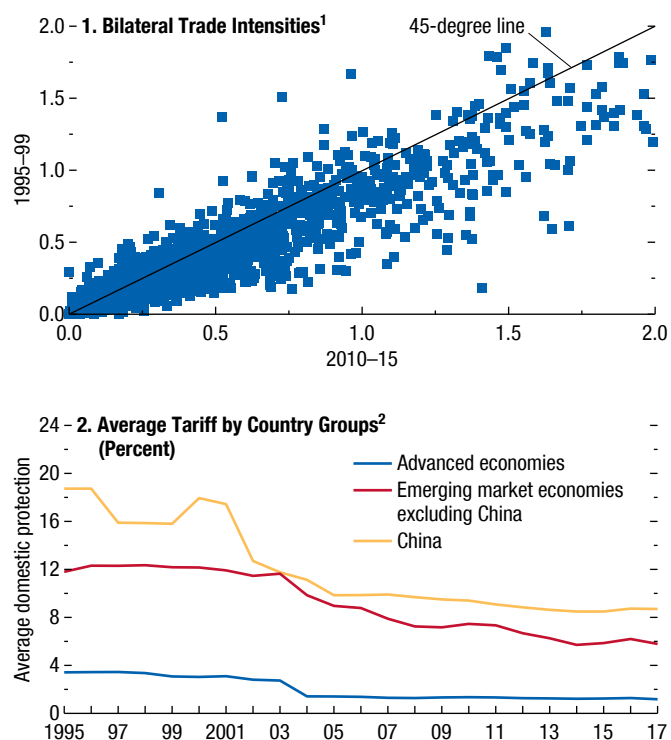 1. Bilateral Trade Intensities1
45-degree line
2.0
1.5
1.0
0.5
0.0
1995–99
0.0 0.5 1.0 1.5 2.0
2010–15
2. Average Tariff by Country Groups2
(Percent)
Advanced economies
Emerging market economies
excluding China
China
24
20
16
12
8
4
0
Average domestic protection
1995 97 99 2001 03 05 07 09 11 13 15 17